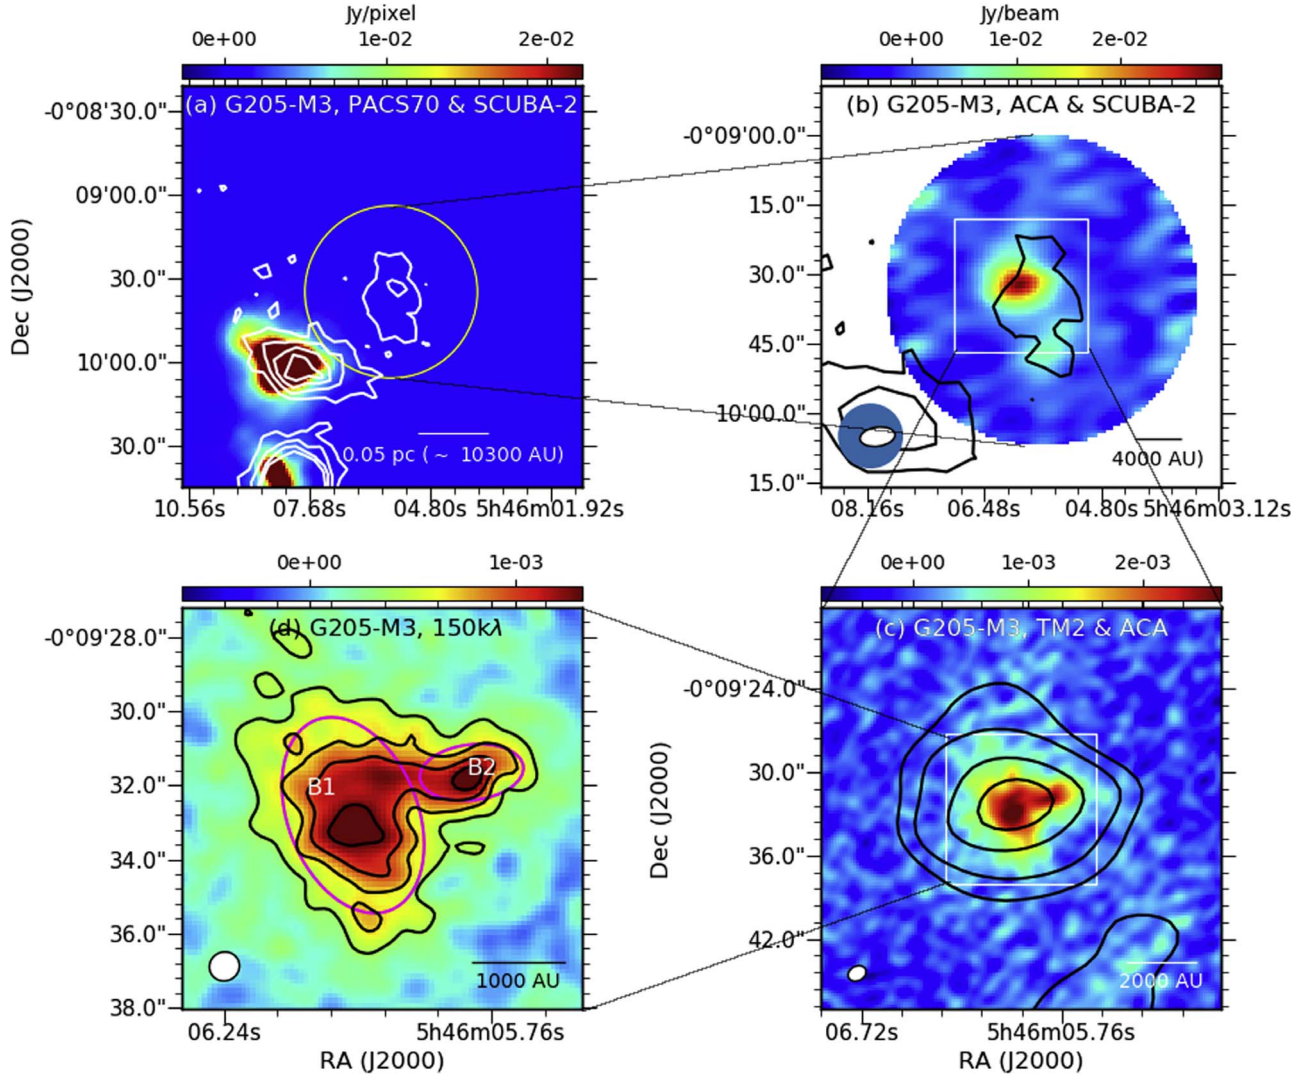 Jy/pixel
0e+00 1e-02 2e-02
(a) G205-M3, PACS70 & SCUBA-2
-0°08'30.0"
09'00.0"
30.0"
10'00.0"
30.0"
0.05 pc (~ 10300 AU)
10.56s 07.68s 04.80s 5h46m01.92s
Dec (J2000)
Jy/beam
0e+00 1e-02 2e-02
(b) G205-M3, ACA & SCUBA-2
-0°09'00.0"
15.0"
30.0"
45.0"
10'00.0"
15.0"
4000 AU)
08.16s 06.48s 04.80s 5h46m03.12s
0e+00 1e-03
(d) G205-M3, 150kλ
-0°09'28.0"
30.0"
32.0"
34.0"
36.0"
38.0"
B1
B2
1000 AU
06.24s 5h46m05.76s
RA (J2000)
0e+00 1e-03 2e-03
(c) G205-M3, TM2 & ACA
-0°09'24.0"
30.0"
36.0"
42.0"
2000 AU
06.72s 5h46m05.76s
RA (J2000)
Dec (J2000)